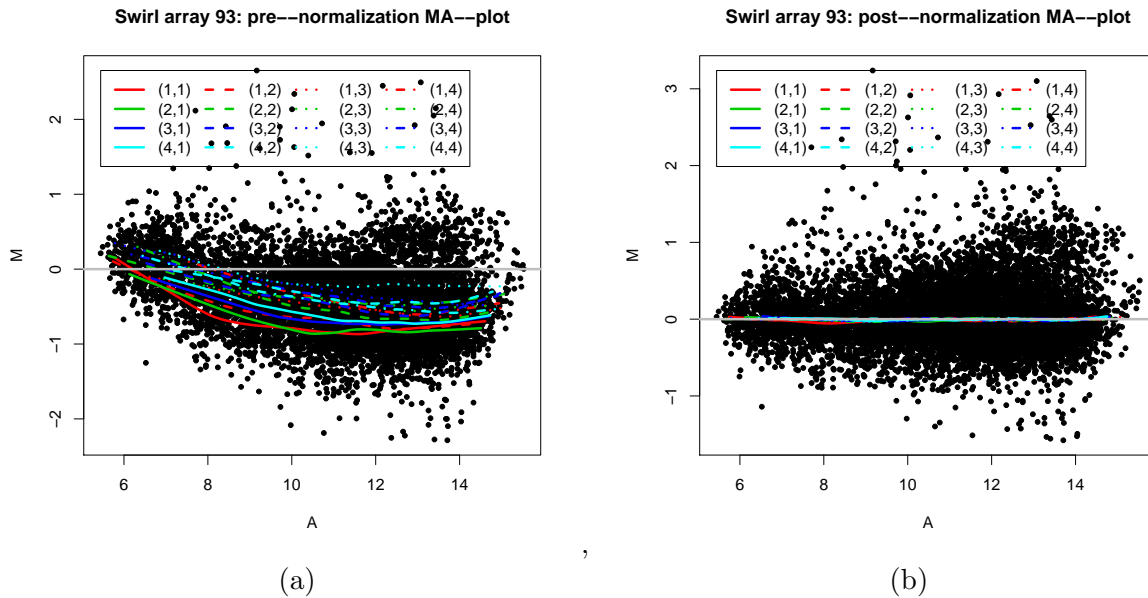 Swirl array 93: pre−−normalization MA−−plot
(1,1) (1,2) (1,3) (1,4)
(2,1) (2,2) (2,3) (2,4)
(3,1) (3,2) (3,3) (3,4)
(4,1) (4,2) (4,3) (4,4)
2
1
0
−1
−2
M
6 8 10 12 14
A
(a)
,
Swirl array 93: post−−normalization MA−−plot
(1,1) (1,2) (1,3) (1,4)
(2,1) (2,2) (2,3) (2,4)
(3,1) (3,2) (3,3) (3,4)
(4,1) (4,2) (4,3) (4,4)
3
2
1
0
−1
M
6 8 10 12 14
A
(b)